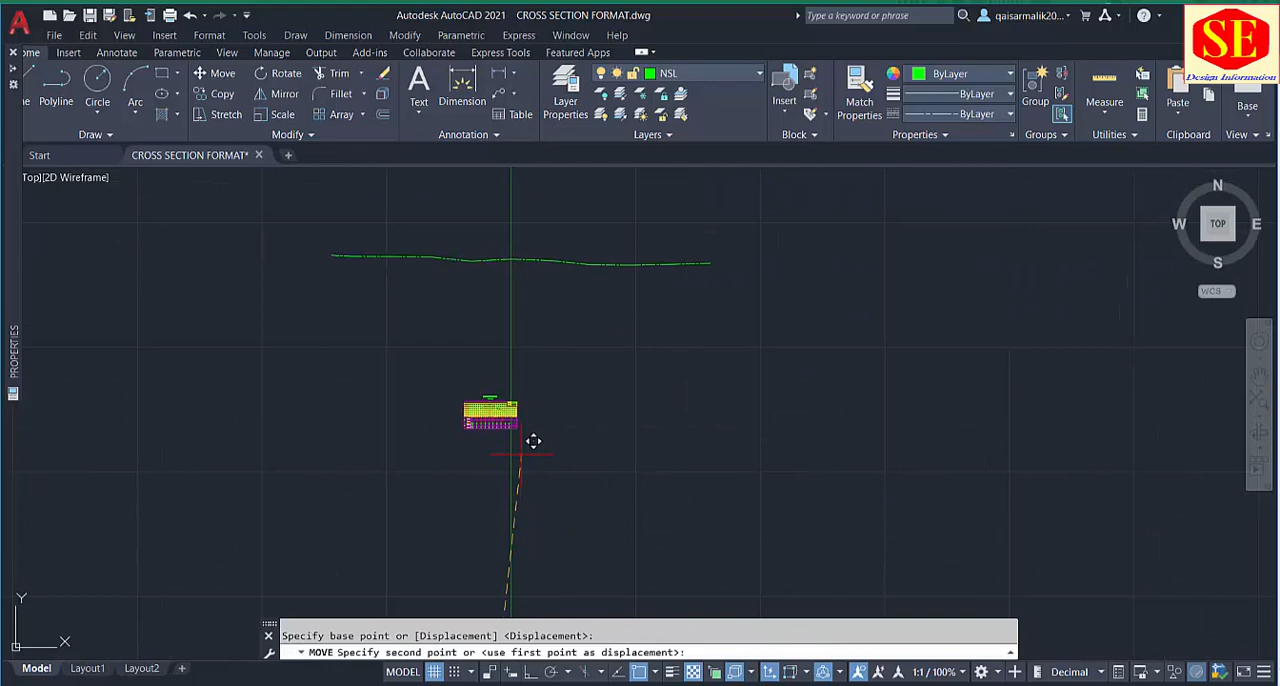 Autodesk AutoCAD 2021 CROSS SECTION FORMAT.dwg
Type a keyword or phrase
qaisarmalik20...
SE
Design Information
File Edit View Insert Format Tools Draw Dimension Modify Parametric Express Window Help
ome Insert Annotate Parametric View Manage Output Add-ins Collaborate Express Tools Featured Apps
Move Rotate Trim
NSL
ByLayer
Polyline Circle Arc
Copy Mirror Fillet
Text Dimension
Layer Properties
Insert
Match Properties
ByLayer
Group
Measure
Paste
Base
Stretch Scale Array
Table
ByLayer
Draw Modify Annotation Layers Block Properties Groups Utilities Clipboard View
Start CROSS SECTION FORMAT*
Top][2D Wireframe]
N
W TOP E
S
WCS
PROPERTIES
Y
X
Specify base point or [Displacement] <Displacement>:
MOVE Specify second point or <use first point as displacement>:
Model Layout1 Layout2 +
MODEL
1:1/100%
Decimal